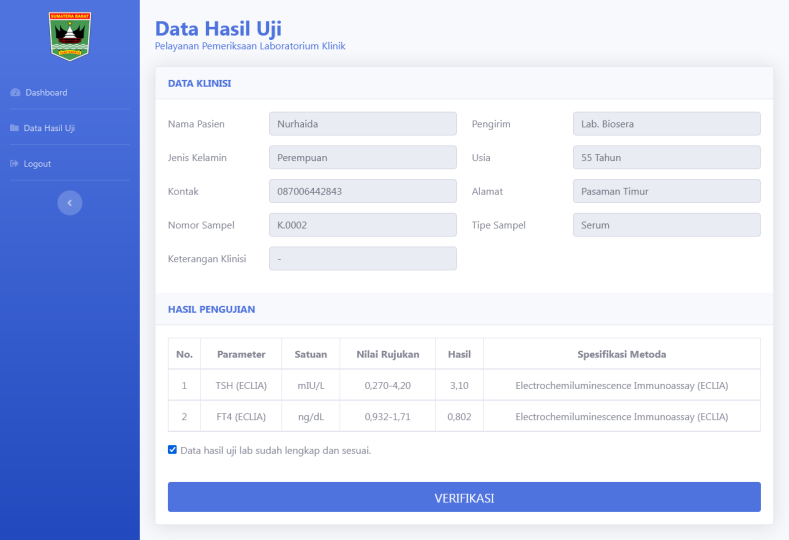 SUMATERA BARAT
Data Hasil Uji
Pelayanan Pemeriksaan Laboratorium Klinik
Dashboard
Data Hasil Uji
Logout
DATA KLINISI
Nama Pasien Nurhaida Pengirim Lab. Biosera
Jenis Kelamin Perempuan Usia 55 Tahun
Kontak 087006442843 Alamat Pasaman Timur
Nomor Sampel K.0002 Tipe Sampel Serum
Keterangan Klinisi -
HASIL PENGUJIAN
No. Parameter Satuan Nilai Rujukan Hasil Spesifikasi Metoda
1 TSH (ECLIA) mIU/L 0,270-4,20 3,10 Electrochemiluminescence Immunoassay (ECLIA)
2 FT4 (ECLIA) ng/dL 0,932-1,71 0,802 Electrochemiluminescence Immunoassay (ECLIA)
Data hasil uji lab sudah lengkap dan sesuai.
VERIFIKASI